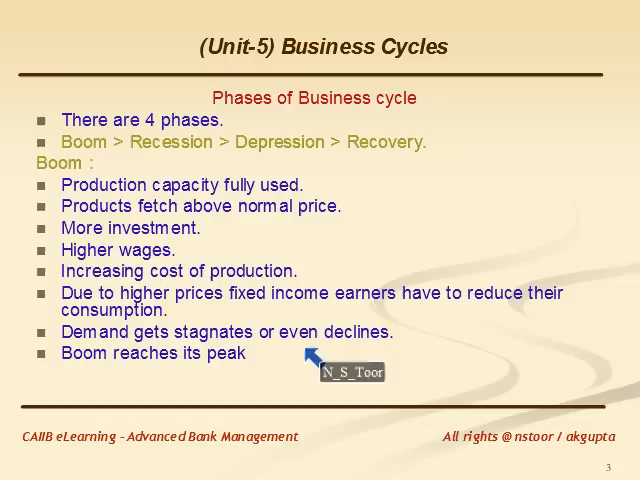 (Unit-5) Business Cycles
Phases of Business cycle
There are 4 phases.
Boom > Recession > Depression > Recovery.
Boom :
Production capacity fully used.
Products fetch above normal price.
More investment.
Higher wages.
Increasing cost of production.
Due to higher prices fixed income earners have to reduce their
consumption.
Demand gets stagnates or even declines.
Boom reaches its peak
N_S_Toor
CAIIB eLearning – Advanced Bank Management
All rights @ nstoor / akgupta
3